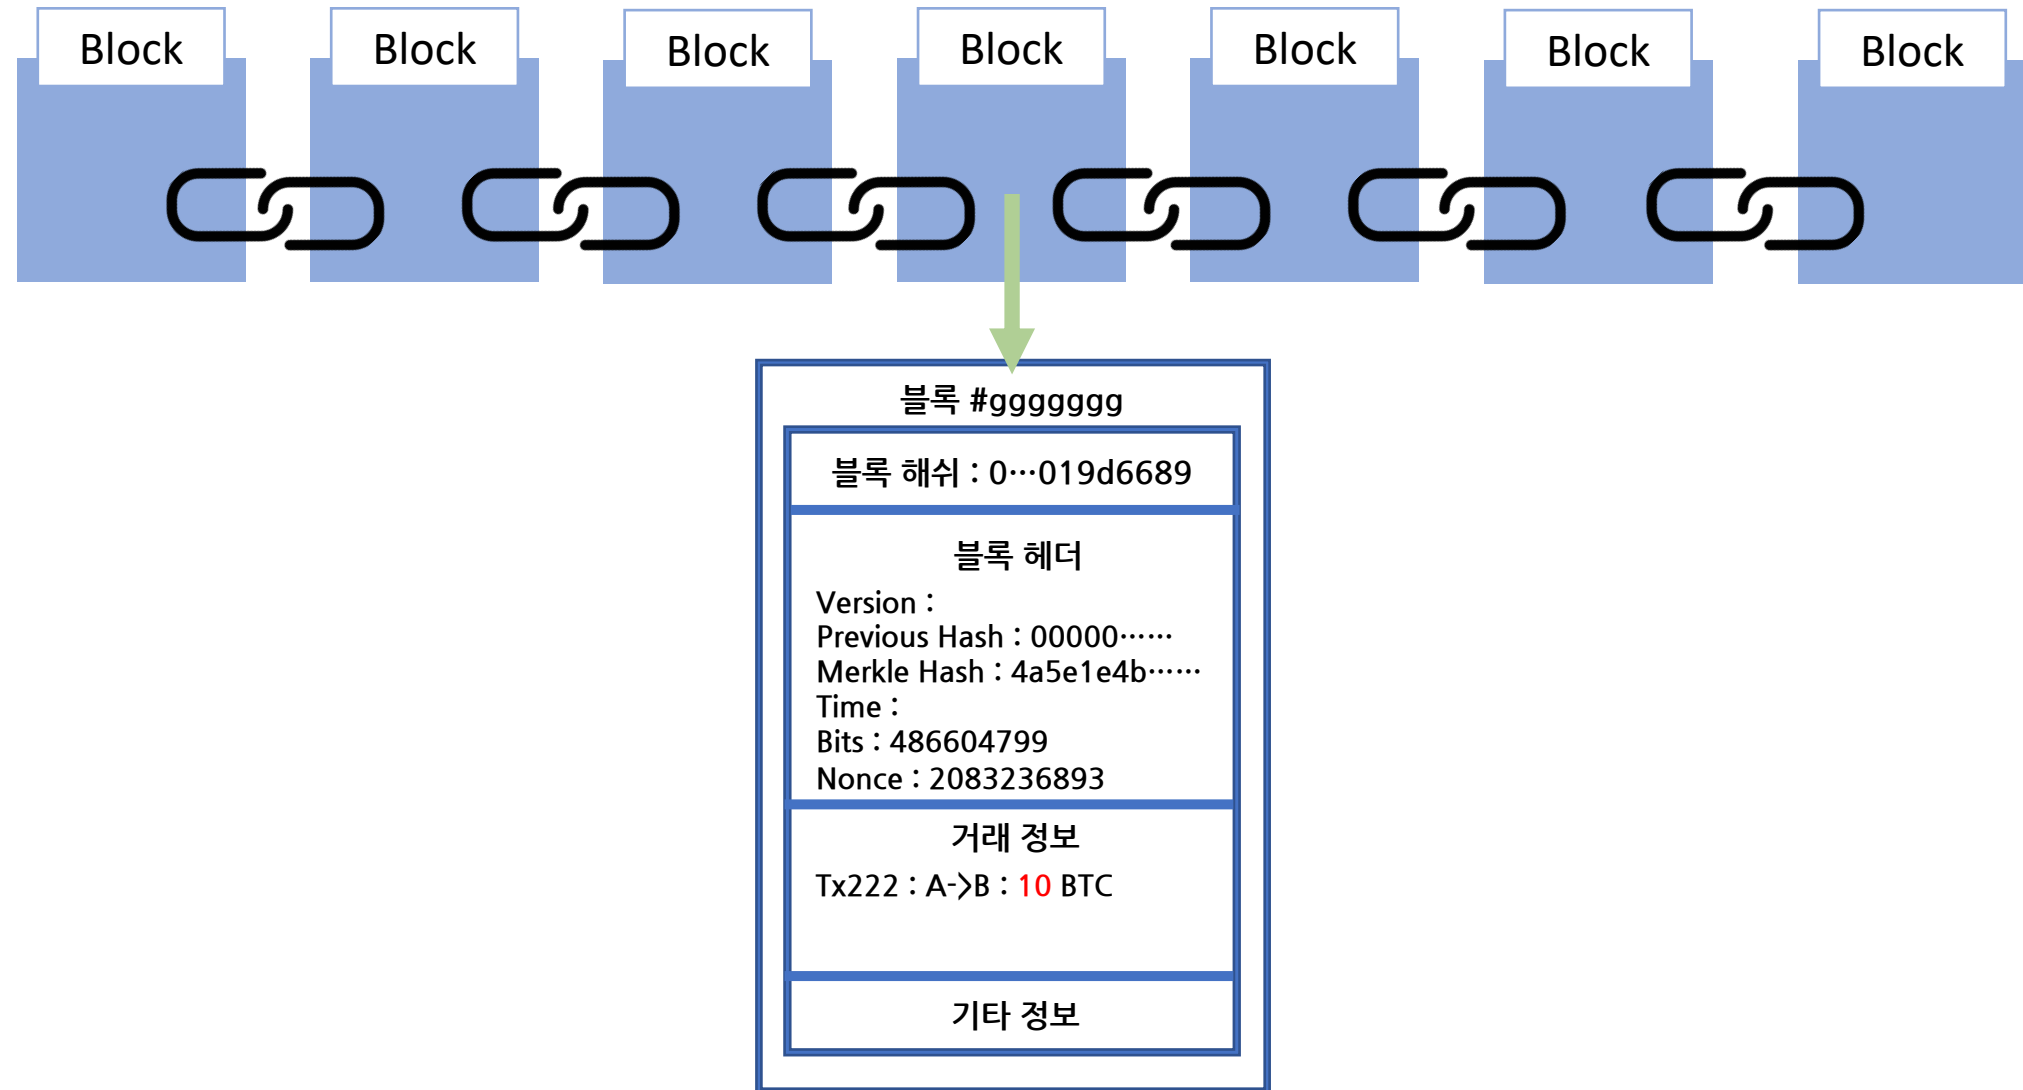 Block
Block
Block
Block
Block
Block
Block
블록 #ggggggg
블록 해쉬 : 0…019d6689
블록 헤더
Version :
Previous Hash : 00000……
Merkle Hash : 4a5e1e4b……
Time :
Bits : 486604799
Nonce : 2083236893
거래 정보
Tx222 : A->B : 10 BTC
기타 정보